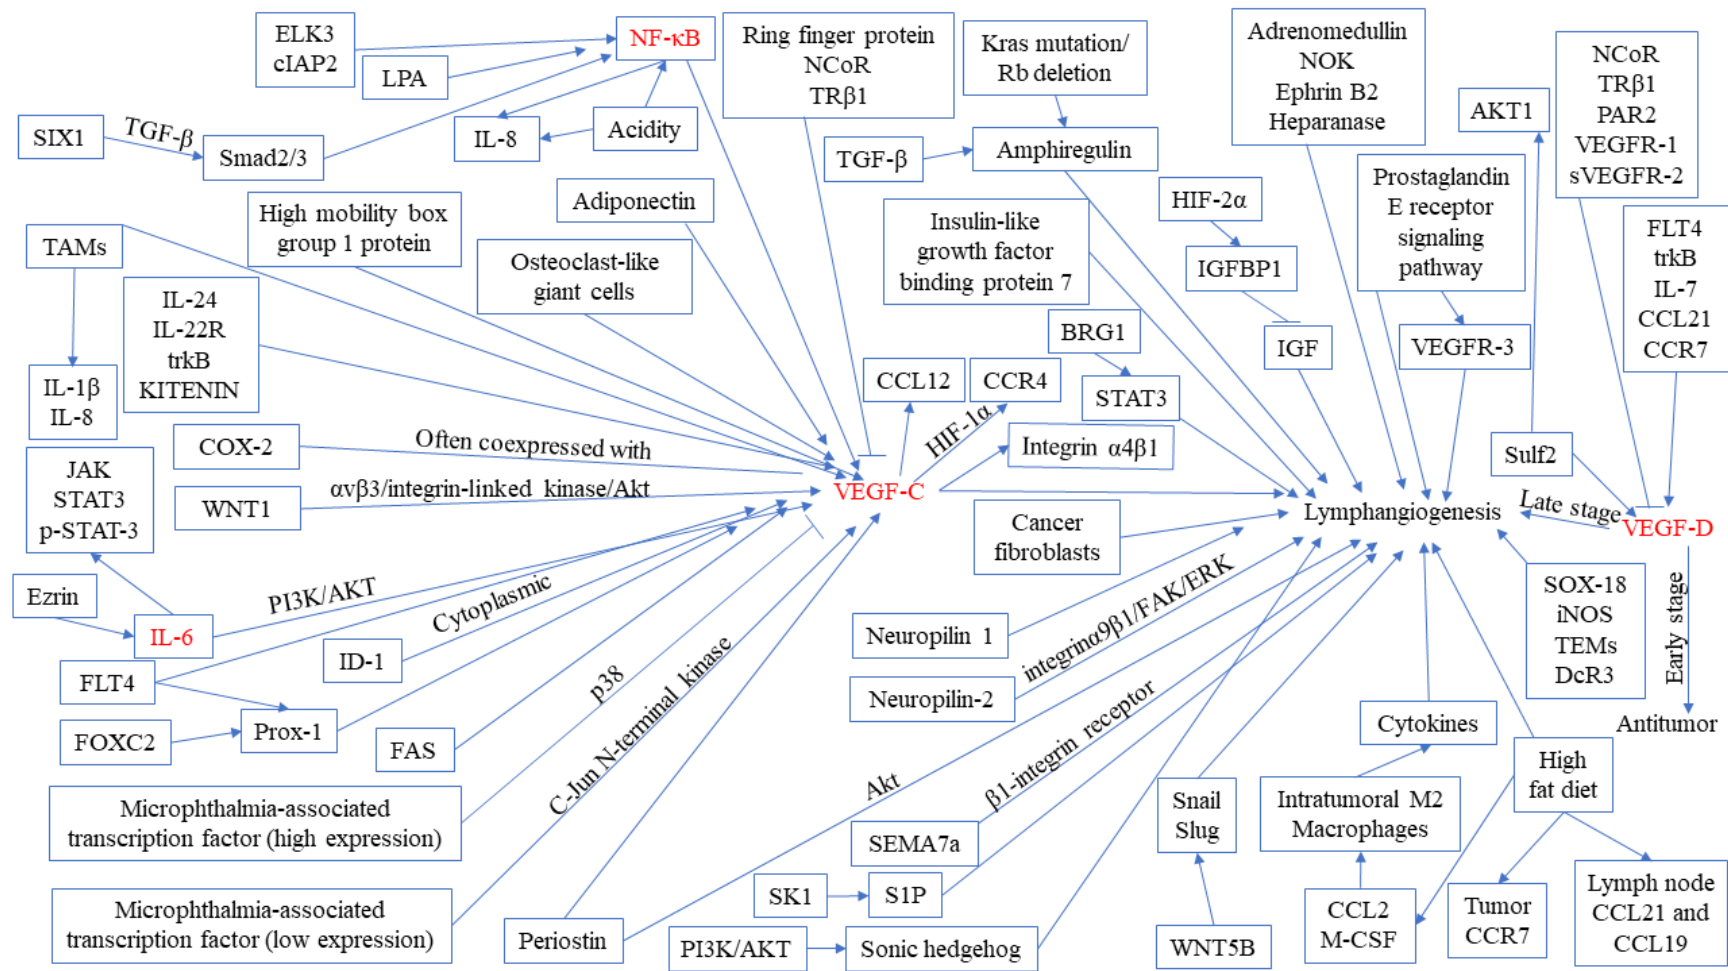 ELK3
cIAP2
NF-κB
LPA
Ring finger protein
NCoR
TRβ1
Kras mutation/
Rb deletion
Adrenomedullin
NOK
Ephrin B2
Heparanase
AKT1
NCoR
TRβ1
PAR2
VEGFR-1
sVEGFR-2
SIX1
TGF-β
Smad2/3
IL-8
Acidity
TGF-β
Amphiregulin
Prostaglandin
E receptor
signaling
pathway
HIF-2α
FLT4
trkB
IL-7
CCL21
CCR7
TAMs
High mobility box
group 1 protein
Adiponectin
Osteoclast-like
giant cells
Insulin-like
growth factor
binding protein 7
IGFBP1
IL-24
IL-22R
trkB
KITENIN
BRG1
IGF
VEGFR-3
IL-1β
IL-8
CCL12
CCR4
STAT3
HIF-1α
Integrin α4β1
COX-2
Often coexpressed with
Sulf2
JAK
STAT3
p-STAT-3
WNT1
αvβ3/integrin-linked kinase/Akt
VEGF-C
Cancer
fibroblasts
Lymphangiogenesis
Late stage
VEGF-D
Ezrin
IL-6
PI3K/AKT
Cytoplasmic
ID-1
Neuropilin 1
Neuropilin-2
integrinα9β1/FAK/ERK
SOX-18
iNOS
TEMs
DcR3
Early stage
Antitumor
FLT4
FOXC2
Prox-1
FAS
p38
C-Jun N-terminal kinase
Akt
β1-integrin receptor
Cytokines
High
fat diet
Microphthalmia-associated
transcription factor (high expression)
SEMA7a
Snail
Slug
Intratumoral M2
Macrophages
Microphthalmia-associated
transcription factor (low expression)
Periostin
SK1
S1P
PI3K/AKT
Sonic hedgehog
WNT5B
CCL2
M-CSF
Tumor
CCR7
Lymph node
CCL21 and
CCL19